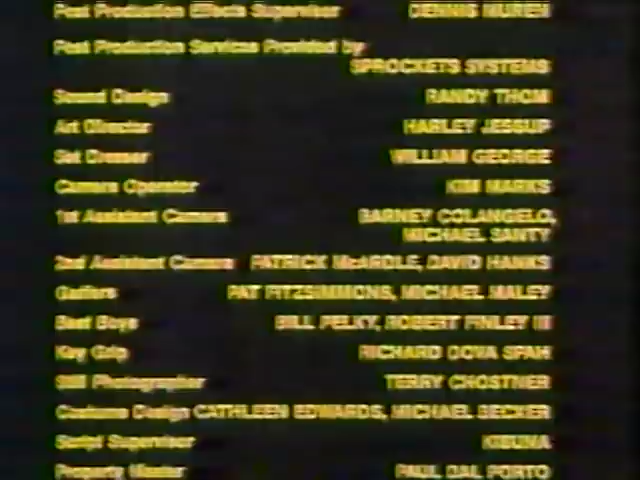 Post Production Effects Supervisor DENNIS MUREN
Post Production Services Provided by
SPROCKETS SYSTEMS
Sound Design RANDY THOM
Art Director HARLEY JESSUP
Set Dresser WILLIAM GEORGE
Camera Operator KIM MARKS
1st Assistant Camera BARNEY COLANGELO,
MICHAEL SANTY
2nd Assistant Camera PATRICK McARDLE, DAVID HANKS
Gaffers PAT FITZSIMMONS, MICHAEL MALEY
Best Boys BILL PELKY, ROBERT FINLEY III
Key Grip RICHARD DOVA SPAH
Still Photographer TERRY CHOSTNER
Costume Design CATHLEEN EDWARDS, MICHAEL BECKER
Script Supervisor KIBUNA
Property Master PAUL DAL PORTO